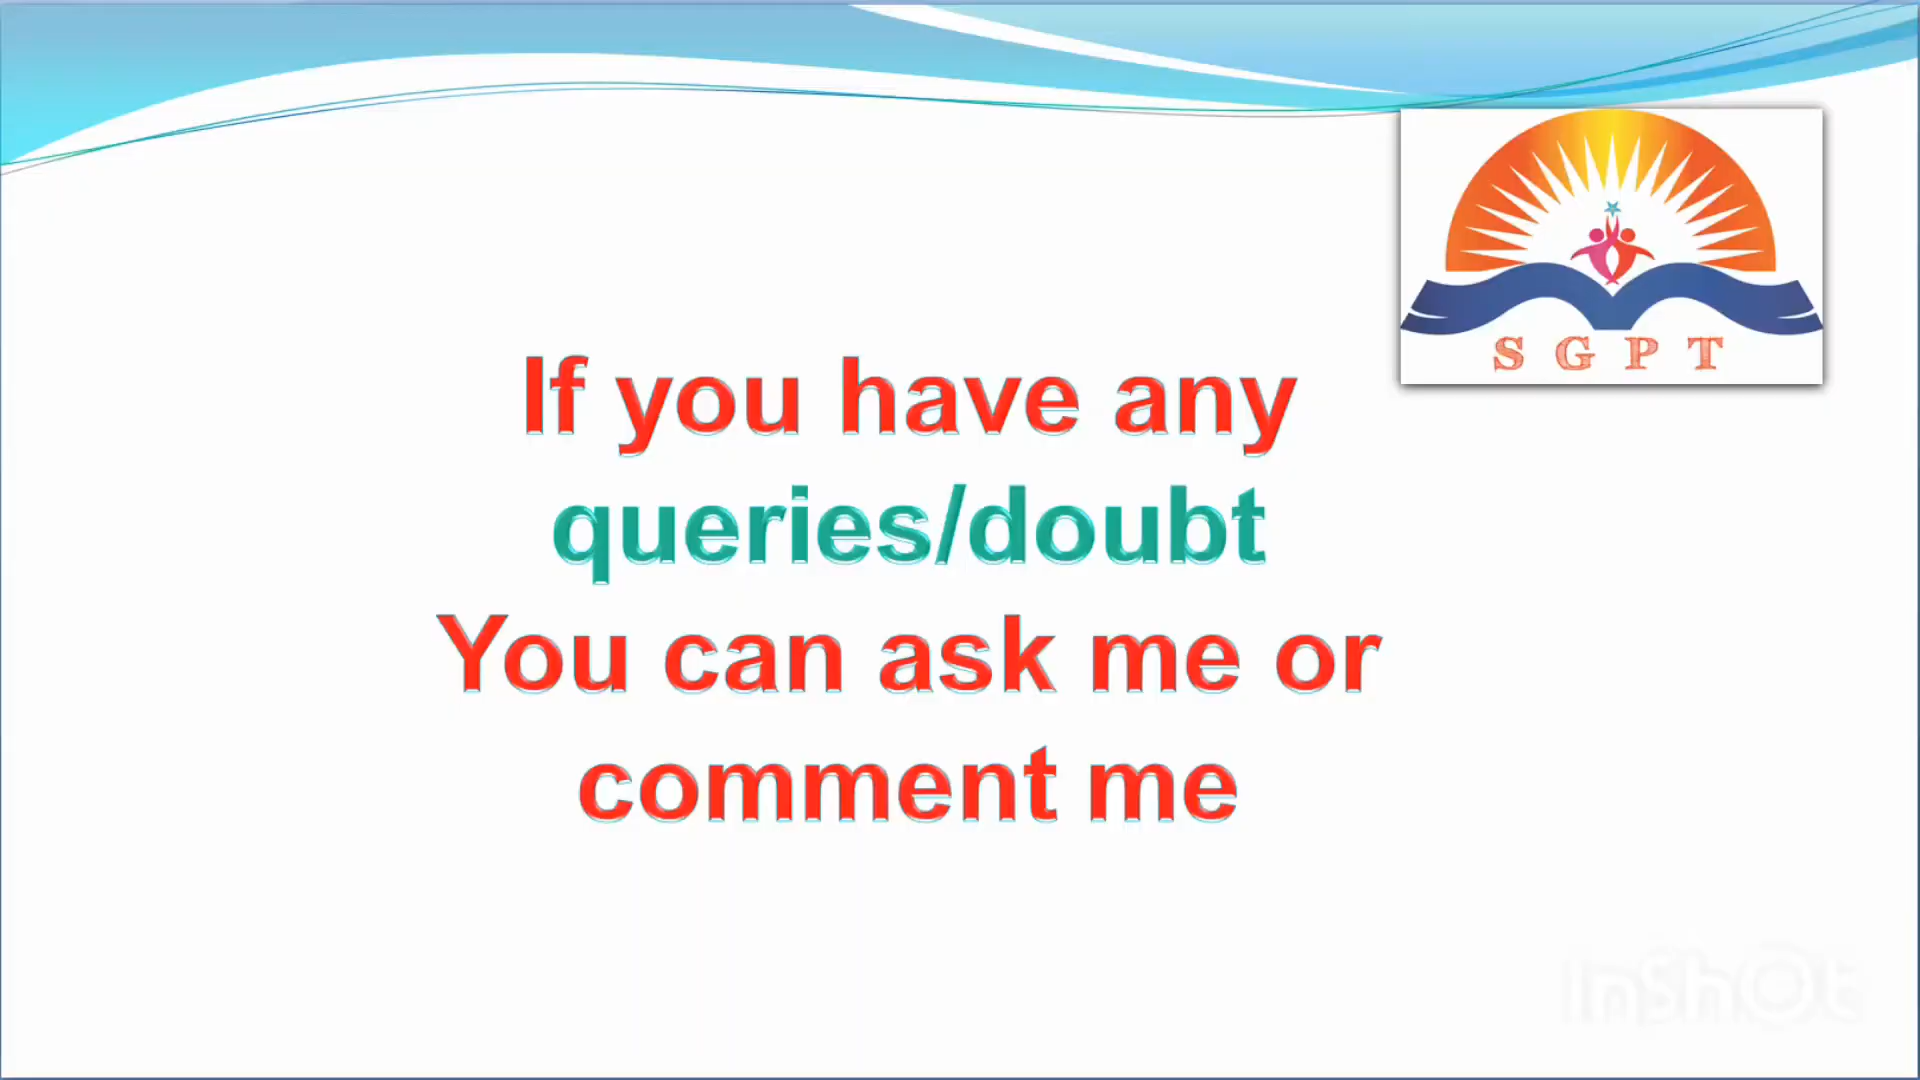 S G P T
If you have any
queries/doubt
You can ask me or
comment me
InShOt